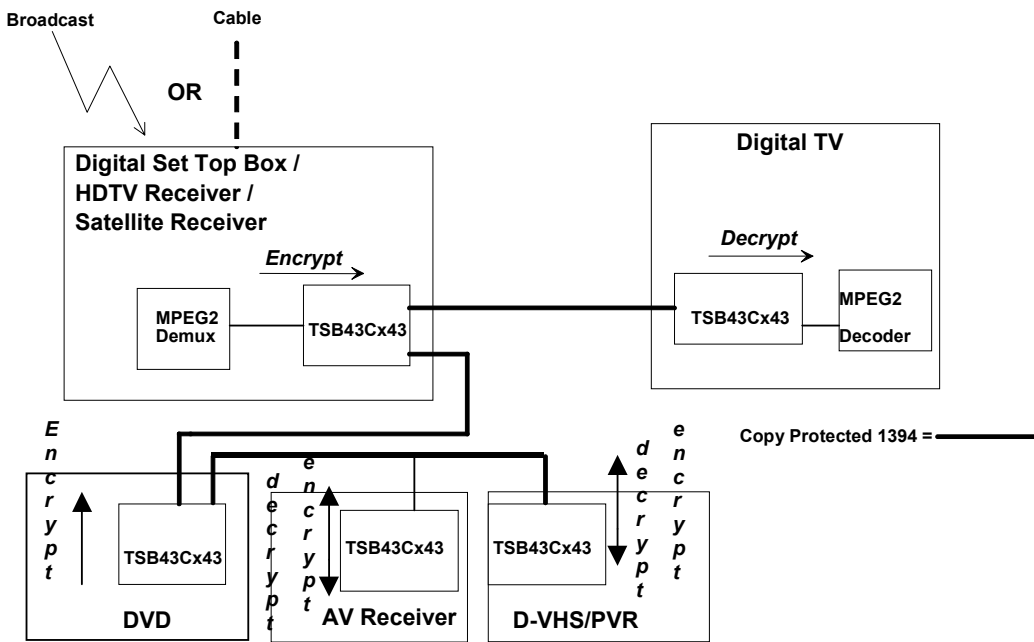 Broadcast
Cable
OR
Digital Set Top Box /
HDTV Receiver /
Satellite Receiver
Encrypt
MPEG2
Demux
TSB43Cx43
Digital TV
Decrypt
TSB43Cx43
MPEG2
Decoder
Copy Protected 1394 =
Encrypt
TSB43Cx43
DVD
decrypt
encrypt
TSB43Cx43
AV Receiver
TSB43Cx43
D-VHS/PVR
decrypt
encrypt